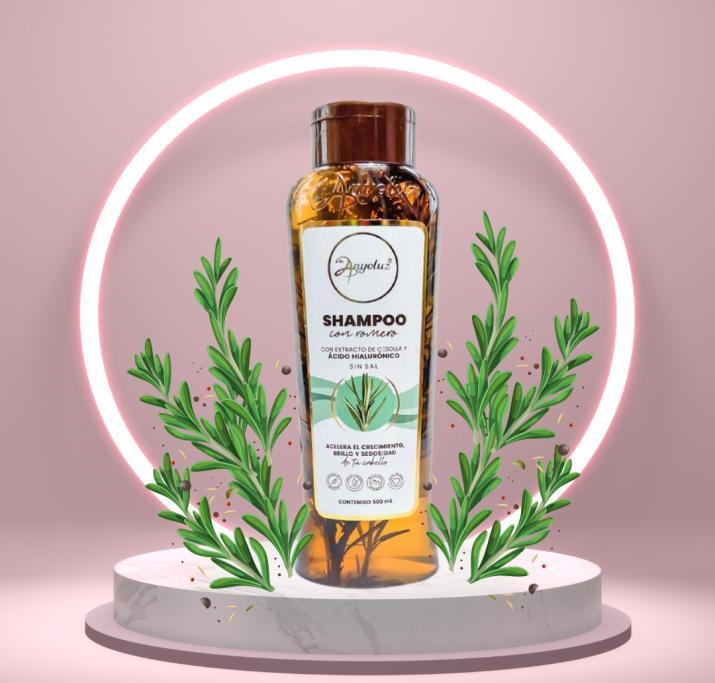 Anyeluz
Anyeluz
SHAMPOO
con romero
CON EXTRACTO DE CEBOLLA Y
ÁCIDO HIALURÓNICO
SIN SAL
ACELERA EL CRECIMIENTO,
BRILLO Y SEDOSIDAD
de tu cabello
CONTENIDO 500 mL